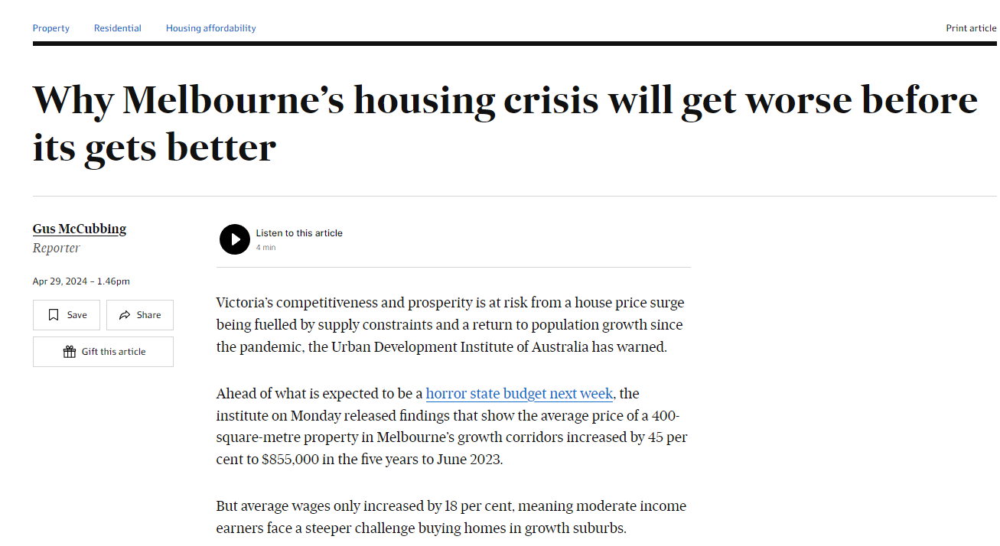 Property
Residential
Housing affordability
Print article
Why Melbourne’s housing crisis will get worse before
its gets better
Gus McCubbing
Reporter
Apr 29, 2024 – 1.46pm
Save
Share
Gift this article
Listen to this article
4 min
Victoria’s competitiveness and prosperity is at risk from a house price surge
being fuelled by supply constraints and a return to population growth since
the pandemic, the Urban Development Institute of Australia has warned.
Ahead of what is expected to be a horror state budget next week, the
institute on Monday released findings that show the average price of a 400-
square-metre property in Melbourne’s growth corridors increased by 45 per
cent to $855,000 in the five years to June 2023.
But average wages only increased by 18 per cent, meaning moderate income
earners face a steeper challenge buying homes in growth suburbs.